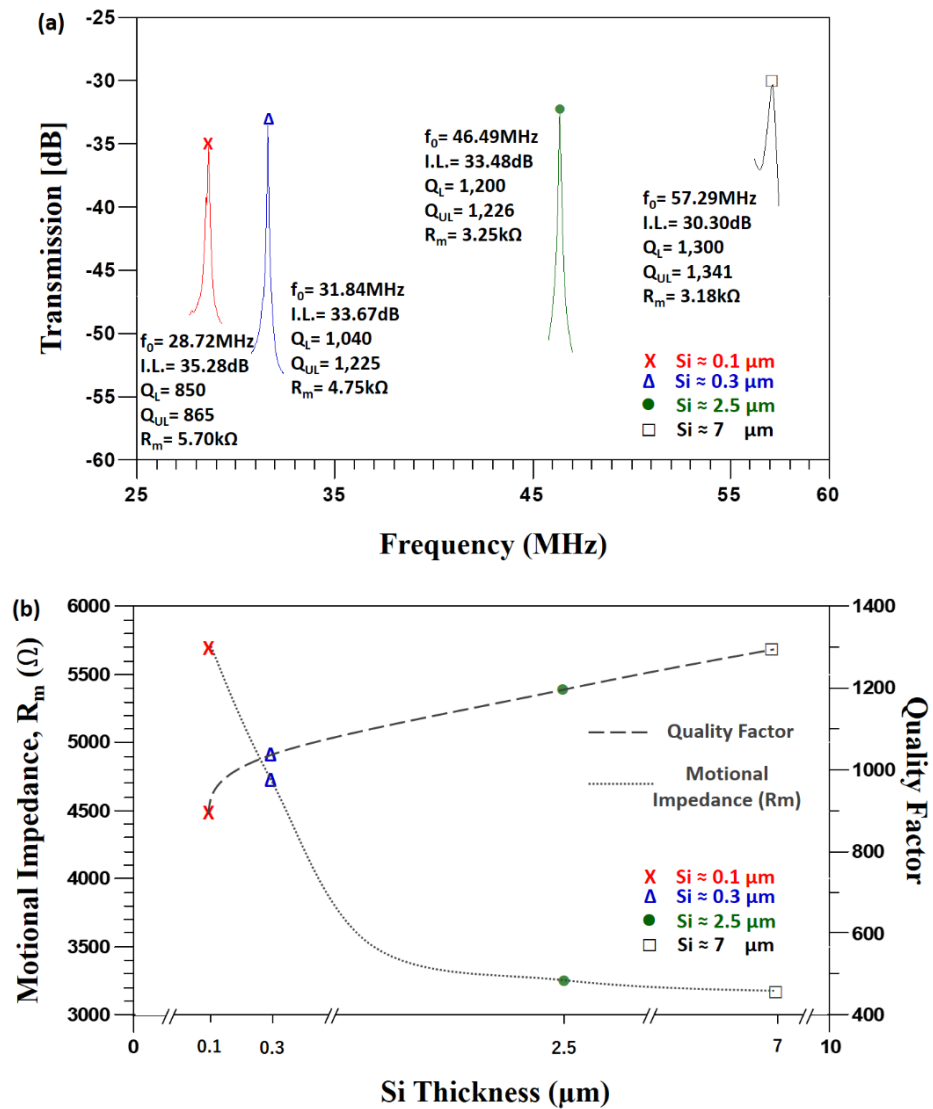 (a)
-25
-30
-35
-40
-45
-50
-55
-60
Transmission [dB]
X
Δ
f0= 46.49MHz
I.L.= 33.48dB
QL= 1,200
QUL= 1,226
Rm= 3.25kΩ
f0= 57.29MHz
I.L.= 30.30dB
QL= 1,300
QUL= 1,341
Rm= 3.18kΩ
f0= 31.84MHz
I.L.= 33.67dB
QL= 1,040
QUL= 1,225
Rm= 4.75kΩ
f0= 28.72MHz
I.L.= 35.28dB
QL= 850
QUL= 865
Rm= 5.70kΩ
X Si ≈ 0.1 µm
Δ Si ≈ 0.3 µm
● Si ≈ 2.5 µm
□ Si ≈ 7 µm
25 30 35 40 45 50 55 60
Frequency (MHz)
(b)
6000
5500
5000
4500
4000
3500
3000
Motional Impedance, Rm (Ω)
1400
1200
1000
800
600
400
Quality Factor
Quality Factor
Motional
Impedance (Rm)
X Si ≈ 0.1 µm
Δ Si ≈ 0.3 µm
● Si ≈ 2.5 µm
□ Si ≈ 7 µm
0 0.1 0.3 2.5 7 10
Si Thickness (µm)